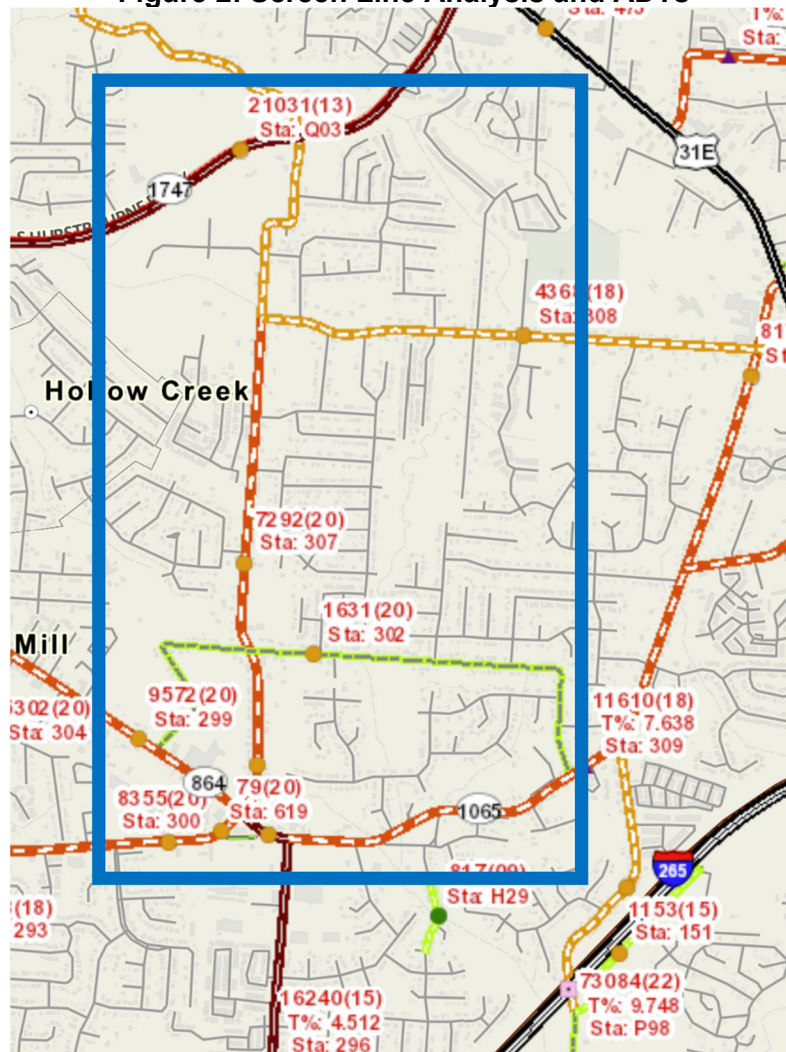 Figure 2: Screen Line Analysis and ADTs
T%:
Sta:
21031(13)
Sta: Q03
31E
1747
4368(18)
Sta: 308
81
St
Hollow Creek
7292(20)
Sta: 307
1631(20)
Sta: 302
Mill
9572(20)
Sta: 299
5302(20)
Sta: 304
11610(18)
T%: 7.638
Sta: 309
864
79(20)
Sta: 619
8355(20)
Sta: 300
1065
265
817(09)
Sta: H29
(18)
293
1153(15)
Sta: 151
73084(22)
T%: 9.748
Sta: P98
16240(15)
T%: 4.512
Sta: 296